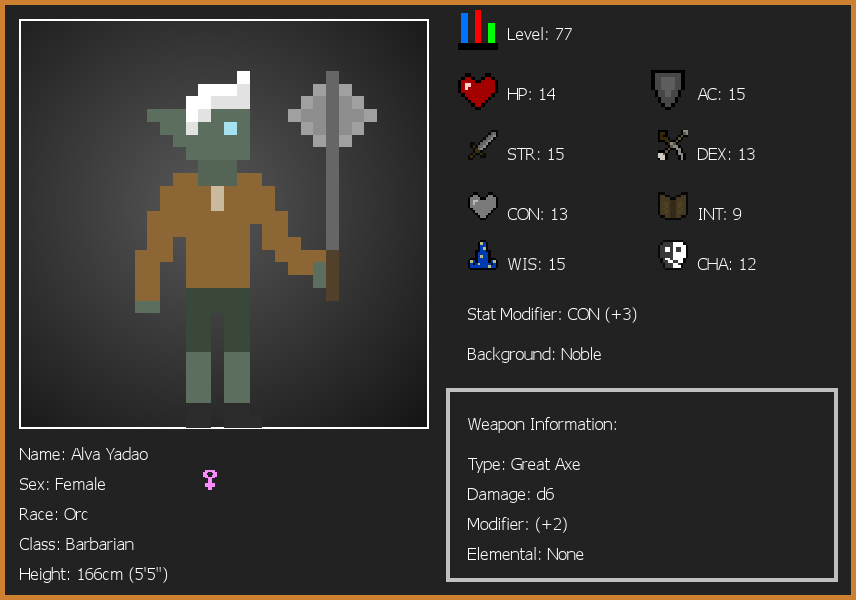 Level: 77
HP: 14
AC: 15
STR: 15
DEX: 13
CON: 13
INT: 9
WIS: 15
CHA: 12
Stat Modifier: CON (+3)
Background: Noble
Weapon Information:
Type: Great Axe
Damage: d6
Modifier: (+2)
Elemental: None
Name: Alva Yadao
Sex: Female
Race: Orc
Class: Barbarian
Height: 166cm (5'5")